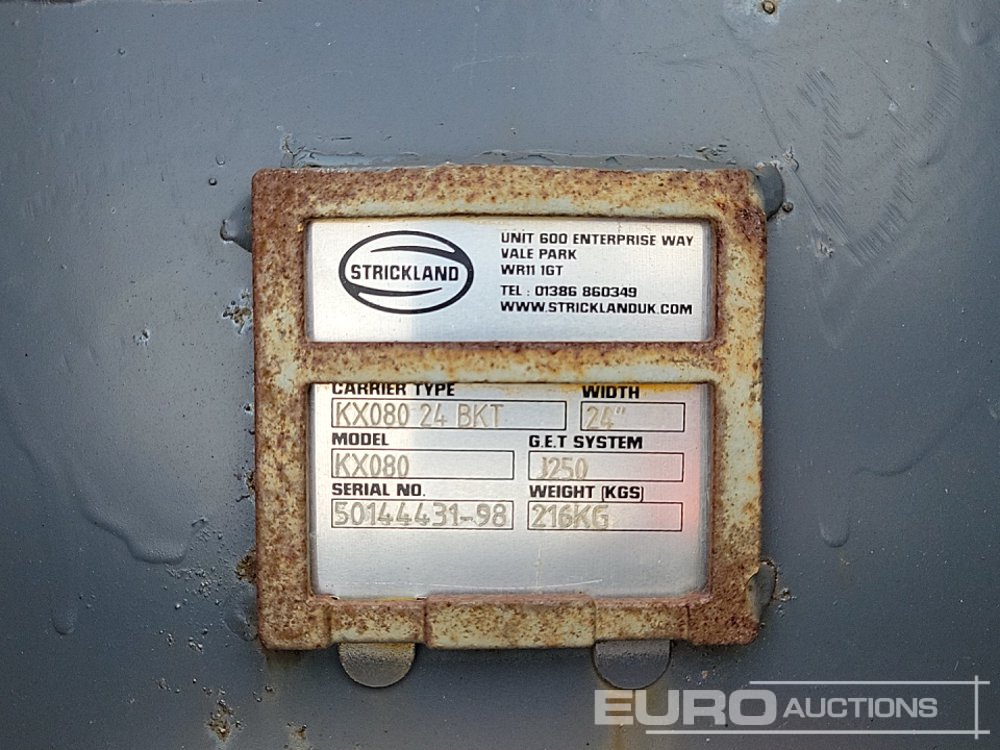 STRICKLAND
UNIT 600 ENTERPRISE WAY
VALE PARK
WR11 1GT
TEL : 01386 860349
WWW.STRICKLANDUK.COM
CARRIER TYPE
KX080 24 BKT
WIDTH
24"
MODEL
KX080
G.E.T SYSTEM
J250
SERIAL NO.
50144431-98
WEIGHT (KGS)
216KG
EURO AUCTIONS